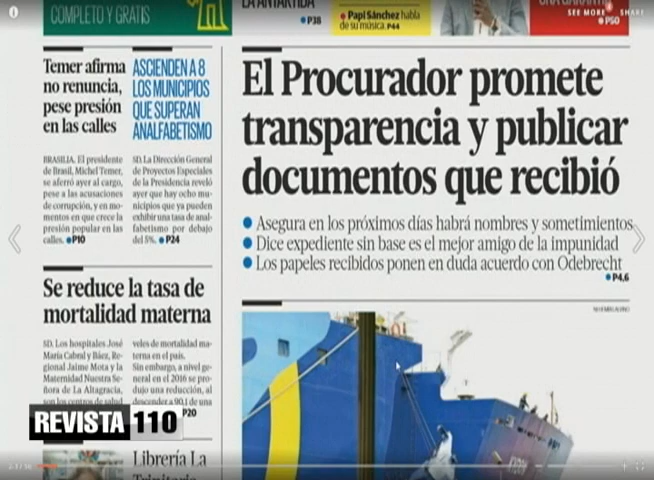 COMPLETO Y GRATIS
LA ANTÁRTIDA
P38
Papi Sánchez habla
de su música. P44
P50
SEE MORE
SHARE
Temer afirma
no renuncia,
pese presión
en las calles
BRASILIA. El presidente
de Brasil, Michel Temer,
se aferró ayer al cargo,
pese a las acusaciones
de corrupción, y en mo-
mentos en que crece la
presión popular en las
calles. P10
ASCIENDEN A 8
LOS MUNICIPIOS
QUE SUPERAN
ANALFABETISMO
SD. La Dirección General
de Proyectos Especiales
de la Presidencia reveló
ayer que hay ocho mu-
nicipios que ya pueden
exhibir una tasa de anal-
fabetismo por debajo
del 5%. P24
El Procurador promete
transparencia y publicar
documentos que recibió
Asegura en los próximos días habrá nombres y sometimientos
Dice expediente sin base es el mejor amigo de la impunidad
Los papeles recibidos ponen en duda acuerdo con Odebrecht
P4,6
Se reduce la tasa de
mortalidad materna
SD. Los hospitales José
María Cabral y Báez, Re-
gional Jaime Mota y la
Maternidad Nuestra Se-
ñora de La Altagracia,
son los centros de salud
veles de mortalidad ma-
terna en el país.
Sin embargo, a nivel ge-
neral en el 2016 se pro-
dujo una reducción, al
descender a 90.1 de una
P20
REVISTA 110
Librería La
Trinitaria